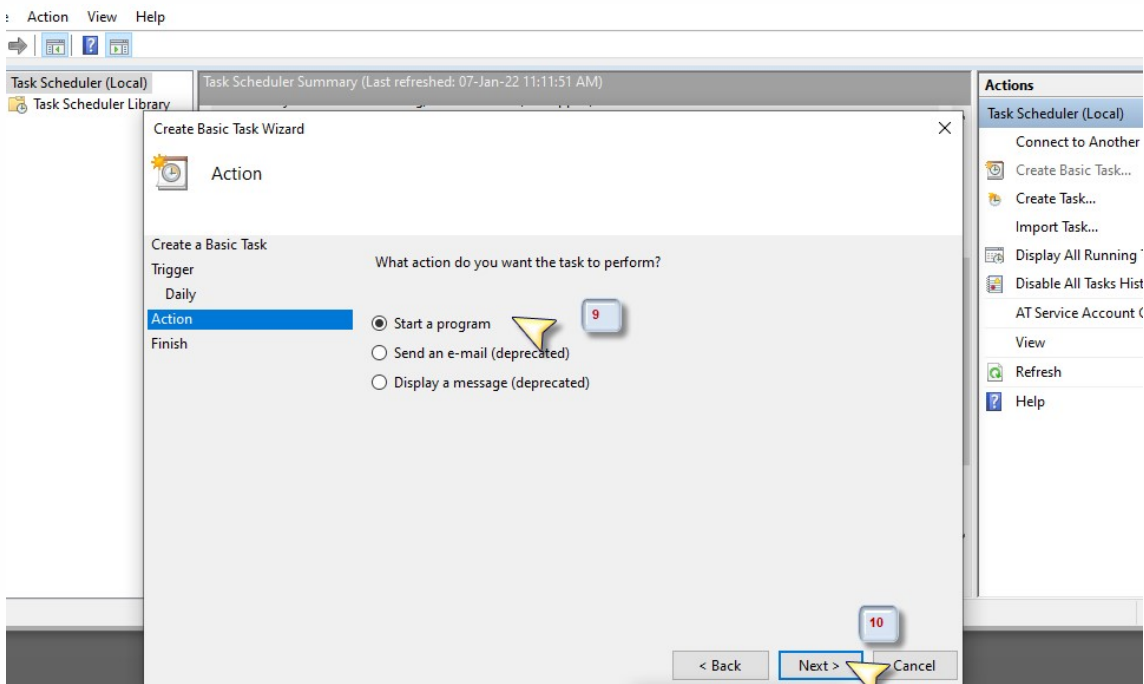 Action View Help
Task Scheduler (Local)
Task Scheduler Library
Task Scheduler Summary (Last refreshed: 07-Jan-22 11:11:51 AM)
Create Basic Task Wizard
Action
Create a Basic Task
Trigger
Daily
Action
Finish
What action do you want the task to perform?
Start a program
9
Send an e-mail (deprecated)
Display a message (deprecated)
10
< Back
Next >
Cancel
Actions
Task Scheduler (Local)
Connect to Another
Create Basic Task...
Create Task...
Import Task...
Display All Running
Disable All Tasks Hist
AT Service Account
View
Refresh
Help